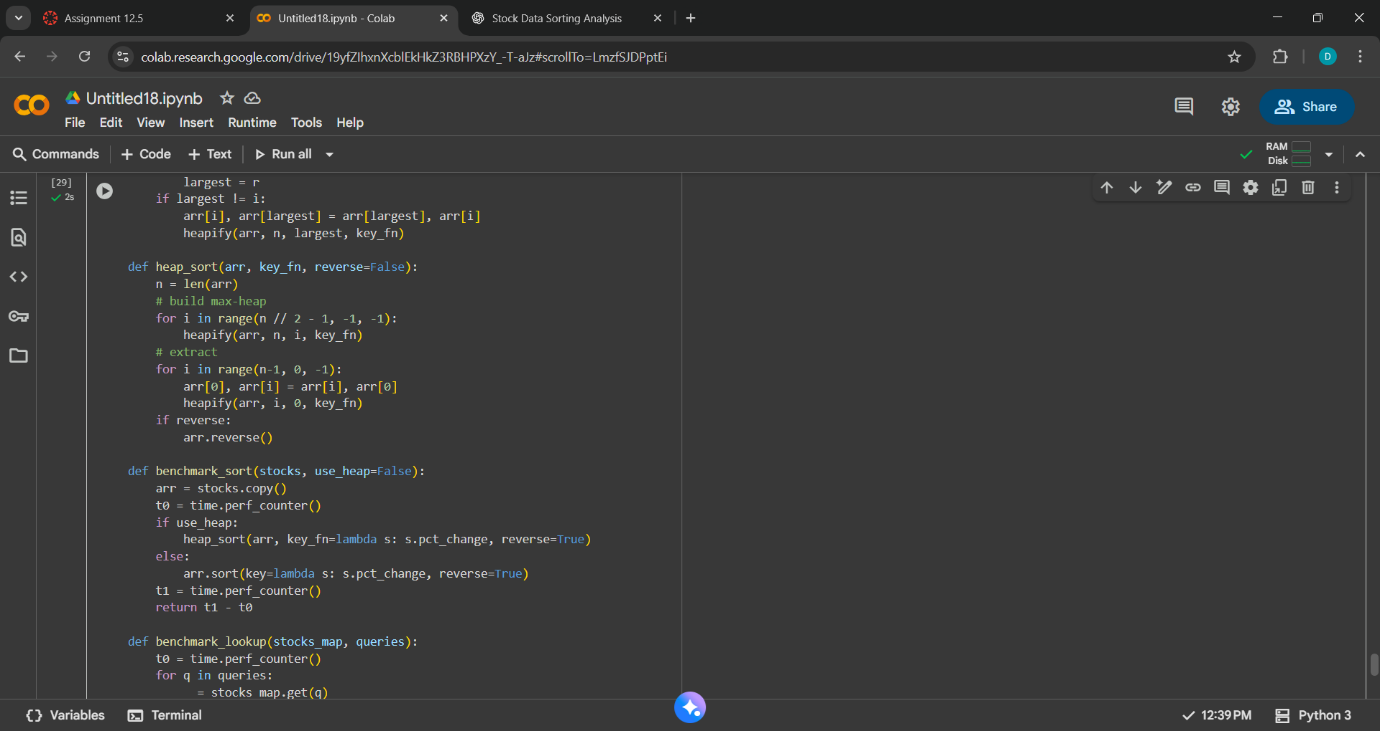 Assignment 12.5
Untitled18.ipynb - Colab
Stock Data Sorting Analysis
colab.research.google.com/drive/19yfZlhxnXcblEkHkZ3RBHPXzY_-T-aJz#scrollTo=LmzfSJDPptEi
D
Untitled18.ipynb
File Edit View Insert Runtime Tools Help
Share
Commands + Code + Text Run all
RAM
Disk
[29]
2s
largest = r
if largest != i:
arr[i], arr[largest] = arr[largest], arr[i]
heapify(arr, n, largest, key_fn)
def heap_sort(arr, key_fn, reverse=False):
n = len(arr)
# build max-heap
for i in range(n // 2 - 1, -1, -1):
heapify(arr, n, i, key_fn)
# extract
for i in range(n-1, 0, -1):
arr[0], arr[i] = arr[i], arr[0]
heapify(arr, i, 0, key_fn)
if reverse:
arr.reverse()
def benchmark_sort(stocks, use_heap=False):
arr = stocks.copy()
t0 = time.perf_counter()
if use_heap:
heap_sort(arr, key_fn=lambda s: s.pct_change, reverse=True)
else:
arr.sort(key=lambda s: s.pct_change, reverse=True)
t1 = time.perf_counter()
return t1 - t0
def benchmark_lookup(stocks_map, queries):
t0 = time.perf_counter()
for q in queries:
= stocks_map.get(q)
Variables Terminal
12:39 PM Python 3